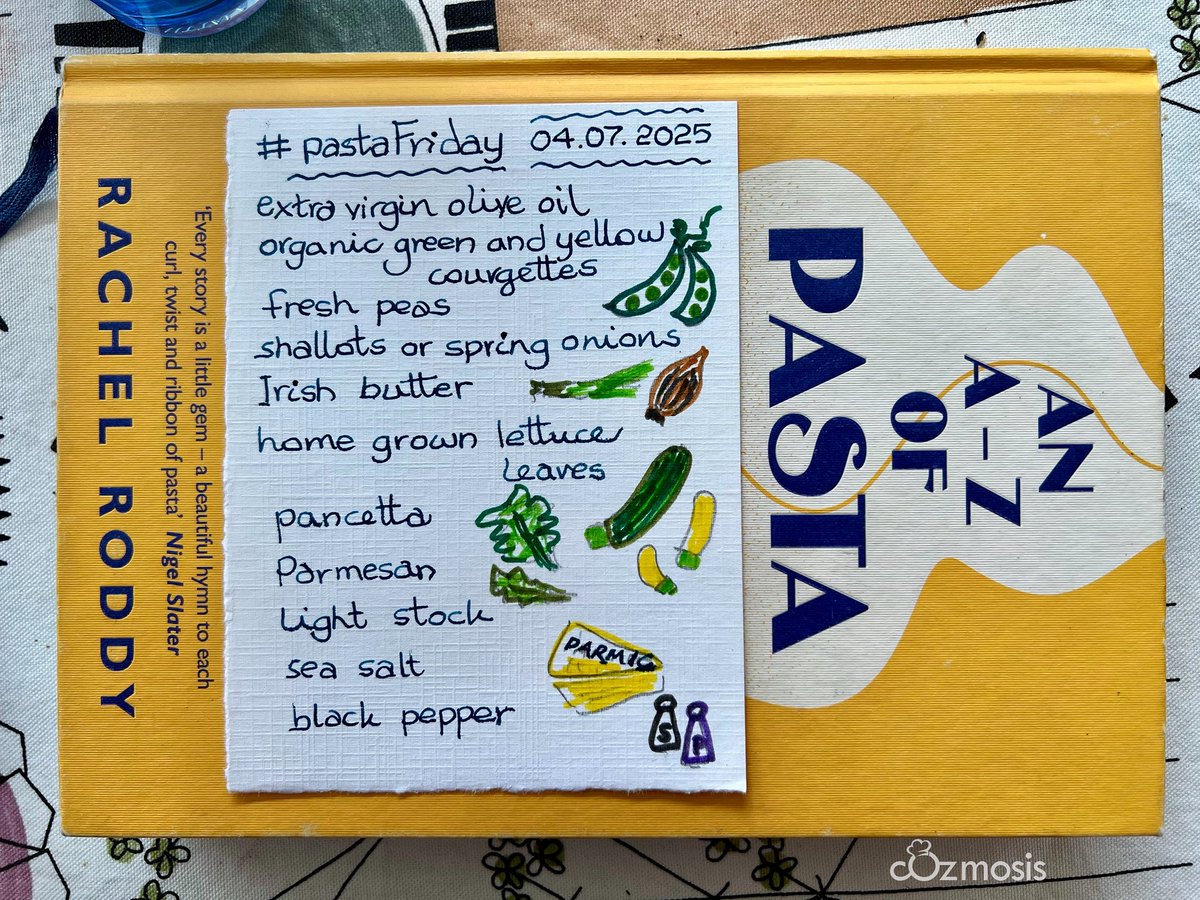 #pastaFriday 04.07.2025
extra virgin olive oil
organic green and yellow
courgettes
fresh peas
shallots or spring onions
Irish butter
home grown lettuce
leaves
pancetta
Parmesan
Light stock
sea salt
black pepper
PARMIG
S P
RACHEL RODDY
‘Every story is a little gem – a beautiful hymn to each
curl, twist and ribbon of pasta’ Nigel Slater
AN
A–Z
OF
PASTA
cOzmosis